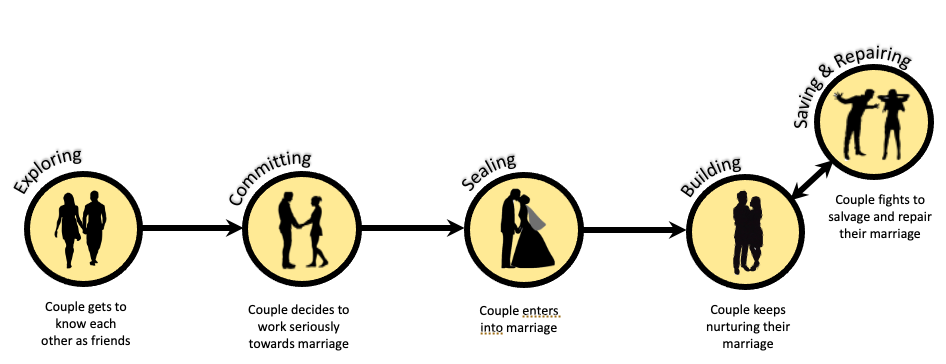 Exploring
Couple gets to
know each
other as friends
Committing
Couple decides to
work seriously
towards marriage
Sealing
Couple enters
into marriage
Building
Couple keeps
nurturing their
marriage
Saving & Repairing
Couple fights to
salvage and repair
their marriage